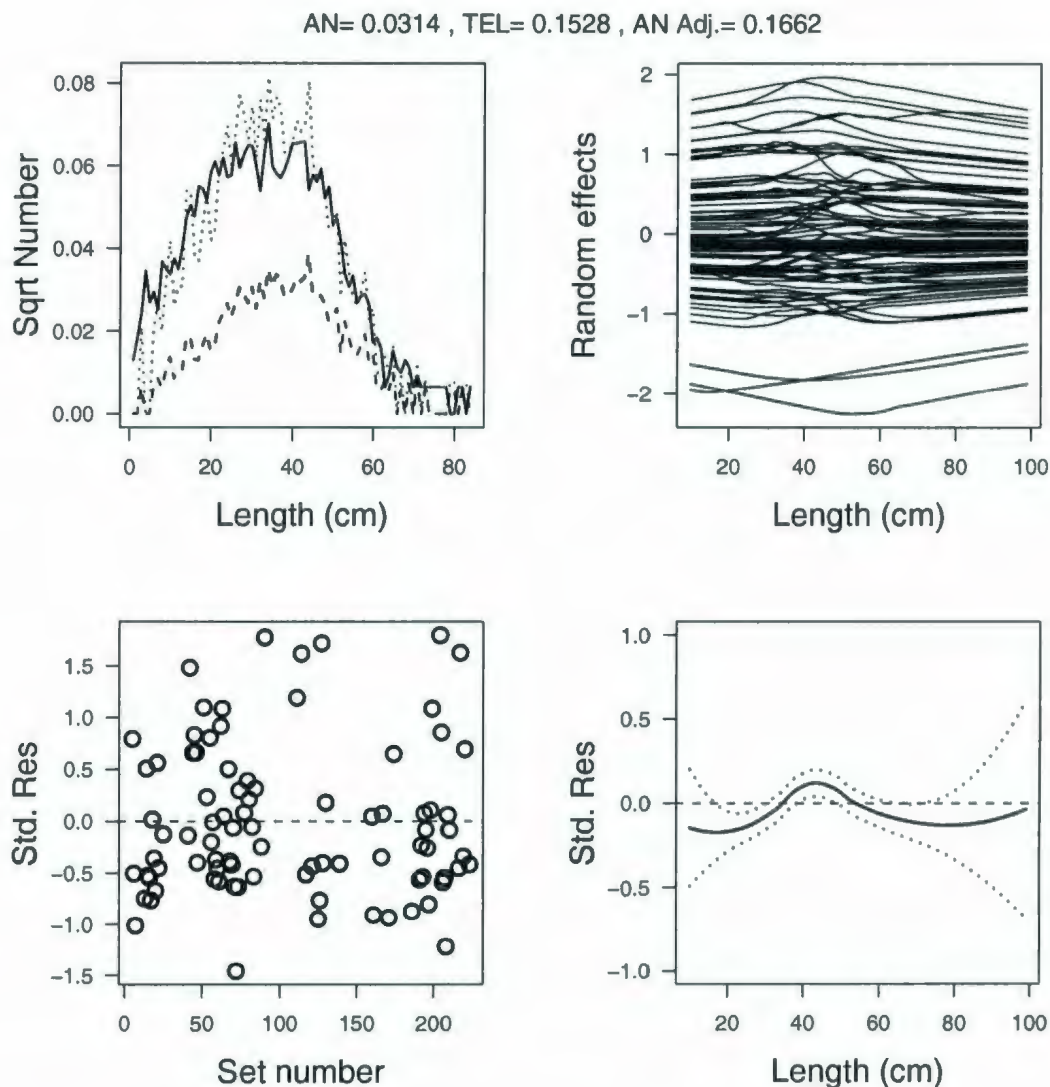 AN= 0.0314 , TEL= 0.1528 , AN Adj.= 0.1662
Sqrt Number
0.08
0.06
0.04
0.02
0.00
0 20 40 60 80
Length (cm)
Random effects
2
1
0
−1
−2
20 40 60 80 100
Length (cm)
Std. Res
1.5
1.0
0.5
0.0
−0.5
−1.0
−1.5
0 50 100 150 200
Set number
Std. Res
1.0
0.5
0.0
−0.5
−1.0
20 40 60 80 100
Length (cm)